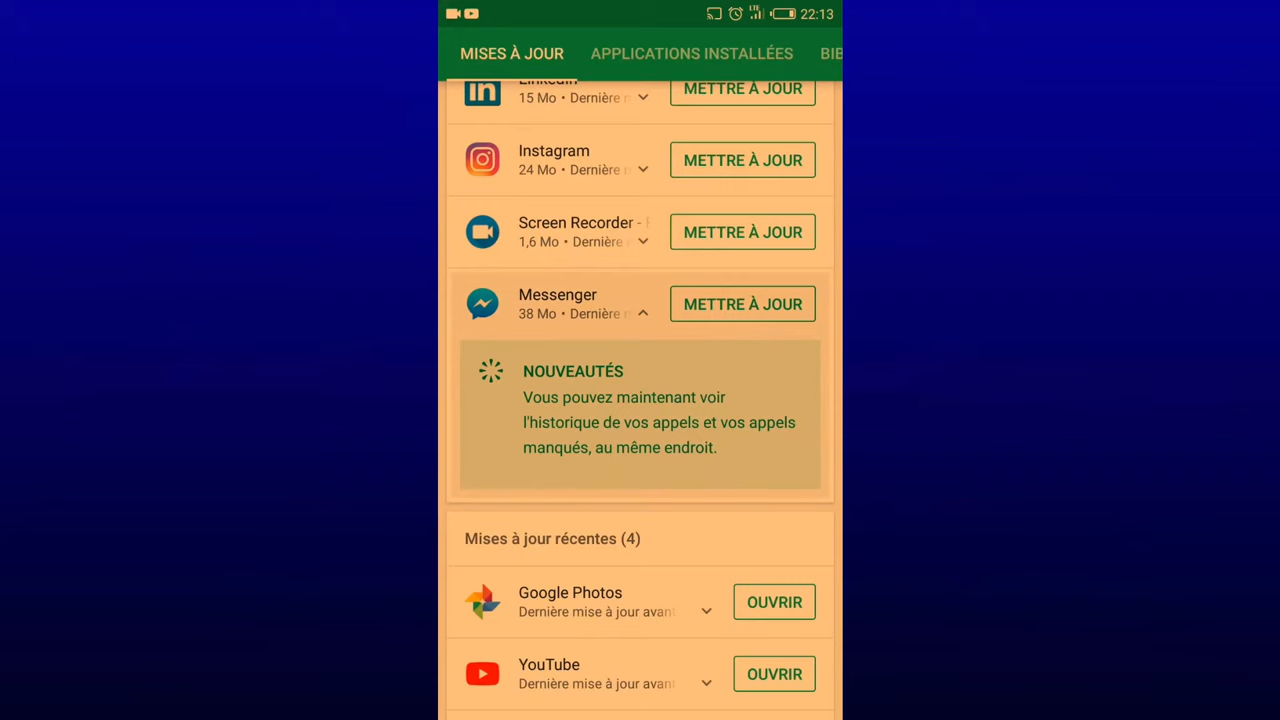 LTE 22:13
MISES À JOUR APPLICATIONS INSTALLÉES BIB
LinkedIn
15 Mo • Dernière METTRE À JOUR
Instagram
24 Mo • Dernière METTRE À JOUR
Screen Recorder -
1,6 Mo • Dernière METTRE À JOUR
Messenger
38 Mo • Dernière METTRE À JOUR
NOUVEAUTÉS
Vous pouvez maintenant voir
l'historique de vos appels et vos appels
manqués, au même endroit.
Mises à jour récentes (4)
Google Photos
Dernière mise à jour avant OUVRIR
YouTube
Dernière mise à jour avant OUVRIR